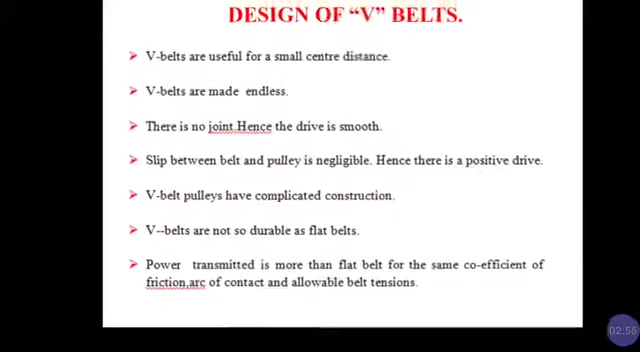 DESIGN OF “V” BELTS.
➢ V-belts are useful for a small centre distance.
➢ V-belts are made endless.
➢ There is no joint.Hence the drive is smooth.
➢ Slip between belt and pulley is negligible. Hence there is a positive drive.
➢ V-belt pulleys have complicated construction.
➢ V--belts are not so durable as flat belts.
➢ Power transmitted is more than flat belt for the same co-efficient of
friction,arc of contact and allowable belt tensions.
02:58